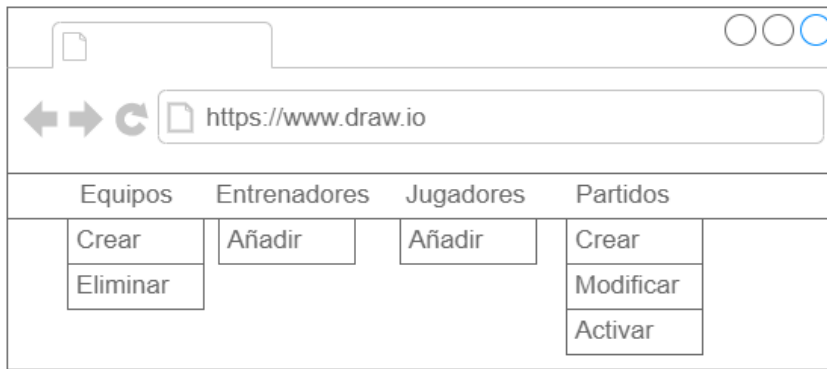 https://www.draw.io
Equipos Entrenadores Jugadores Partidos
Crear Añadir Añadir Crear
Eliminar Modificar
Activar